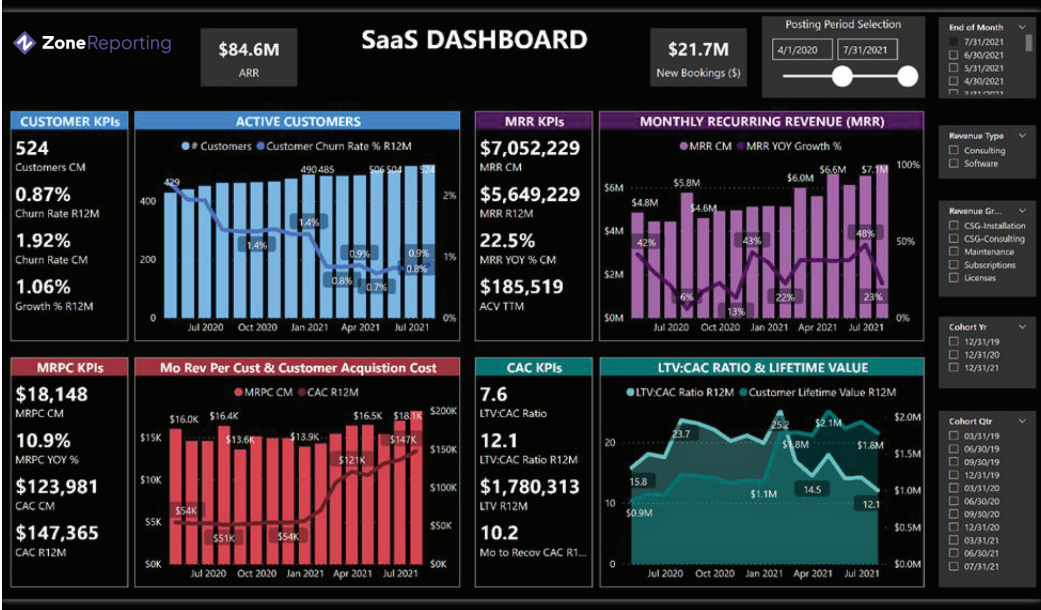 ZoneReporting
$84.6M
ARR
SaaS DASHBOARD
$21.7M
New Bookings ($)
Posting Period Selection
4/1/2020 7/31/2021
End of Month
7/31/2021
6/30/2021
5/31/2021
4/30/2021
3/31/2021
CUSTOMER KPIs
524
Customers CM
0.87%
Churn Rate R12M
1.92%
Churn Rate CM
1.06%
Growth % R12M
ACTIVE CUSTOMERS
# Customers Customer Churn Rate % R12M
429 490 485 506 504 524
400
200
0
2%
1%
0%
1.4%
1.4%
0.8%
0.9%
0.7%
0.9%
0.8%
Jul 2020 Oct 2020 Jan 2021 Apr 2021 Jul 2021
MRR KPIs
$7,052,229
MRR CM
$5,649,229
MRR R12M
22.5%
MRR YOY % CM
$185,519
ACV TTM
MONTHLY RECURRING REVENUE (MRR)
MRR CM MRR YOY Growth %
$4.8M $5.8M $4.6M $6.0M $6.6M $7.1M
$6M
$4M
$2M
$0M
100%
50%
0%
42%
6%
13%
43%
22%
48%
23%
Jul 2020 Oct 2020 Jan 2021 Apr 2021 Jul 2021
Revenue Type
Consulting
Software
Revenue Gr...
CSG-Installation
CSG-Consulting
Maintenance
Subscriptions
Licenses
Cohort Yr
12/31/19
12/31/20
12/31/21
MRPC KPIs
$18,148
MRPC CM
10.9%
MRPC YOY %
$123,981
CAC CM
$147,365
CAC R12M
Mo Rev Per Cust & Customer Acquistion Cost
MRPC CM CAC R12M
$16.0K $16.4K $13.6K $13.9K $16.5K $18.1K
$15K
$10K
$5K
$0K
$200K
$150K
$100K
$50K
$0K
$54K
$51K
$54K
$121K
$147K
Jul 2020 Oct 2020 Jan 2021 Apr 2021 Jul 2021
CAC KPIs
7.6
LTV:CAC Ratio
12.1
LTV:CAC Ratio R12M
$1,780,313
LTV R12M
10.2
Mo to Recov CAC R1...
LTV:CAC RATIO & LIFETIME VALUE
LTV:CAC Ratio R12M Customer Lifetime Value R12M
20
10
0
$2.0M
$1.5M
$1.0M
$0.5M
$0.0M
15.8
23.7
25.2
14.5
12.1
$0.9M
$1.1M
$1.8M
$2.1M
$1.8M
Jul 2020 Oct 2020 Jan 2021 Apr 2021 Jul 2021
Cohort Qtr
03/31/19
06/30/19
09/30/19
12/31/19
03/31/20
06/30/20
09/30/20
12/31/20
03/31/21
06/30/21
07/31/21